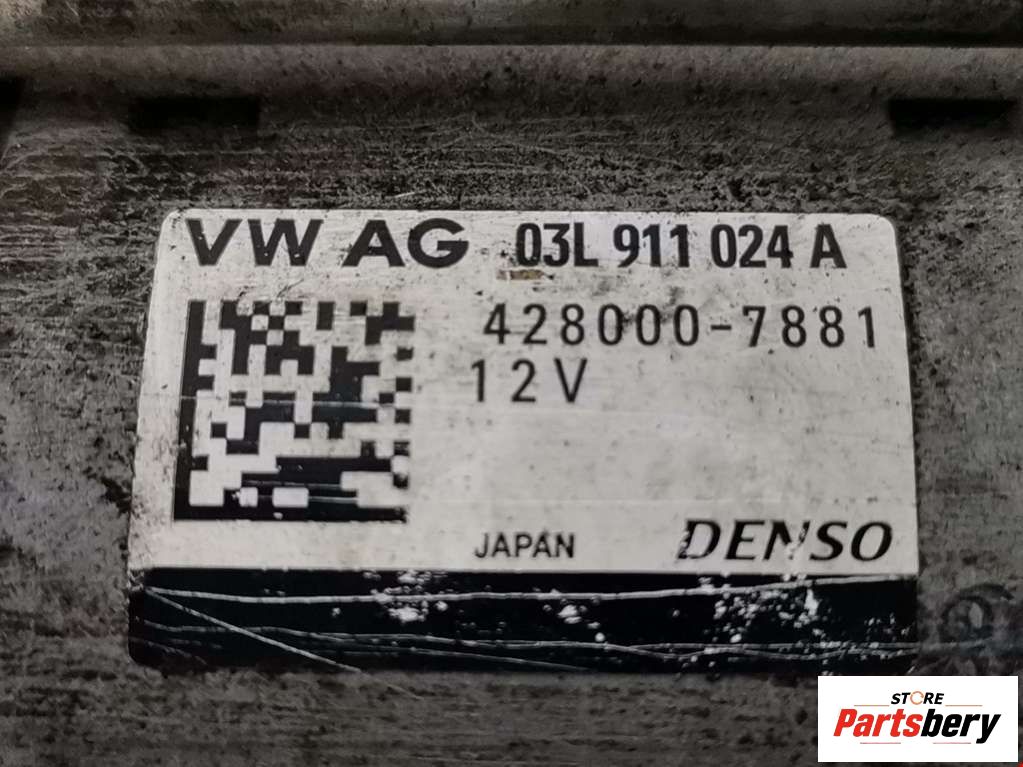 VW AG 03L 911 024 A
428000-7881
12V
JAPAN DENSO
STORE
Partsbery